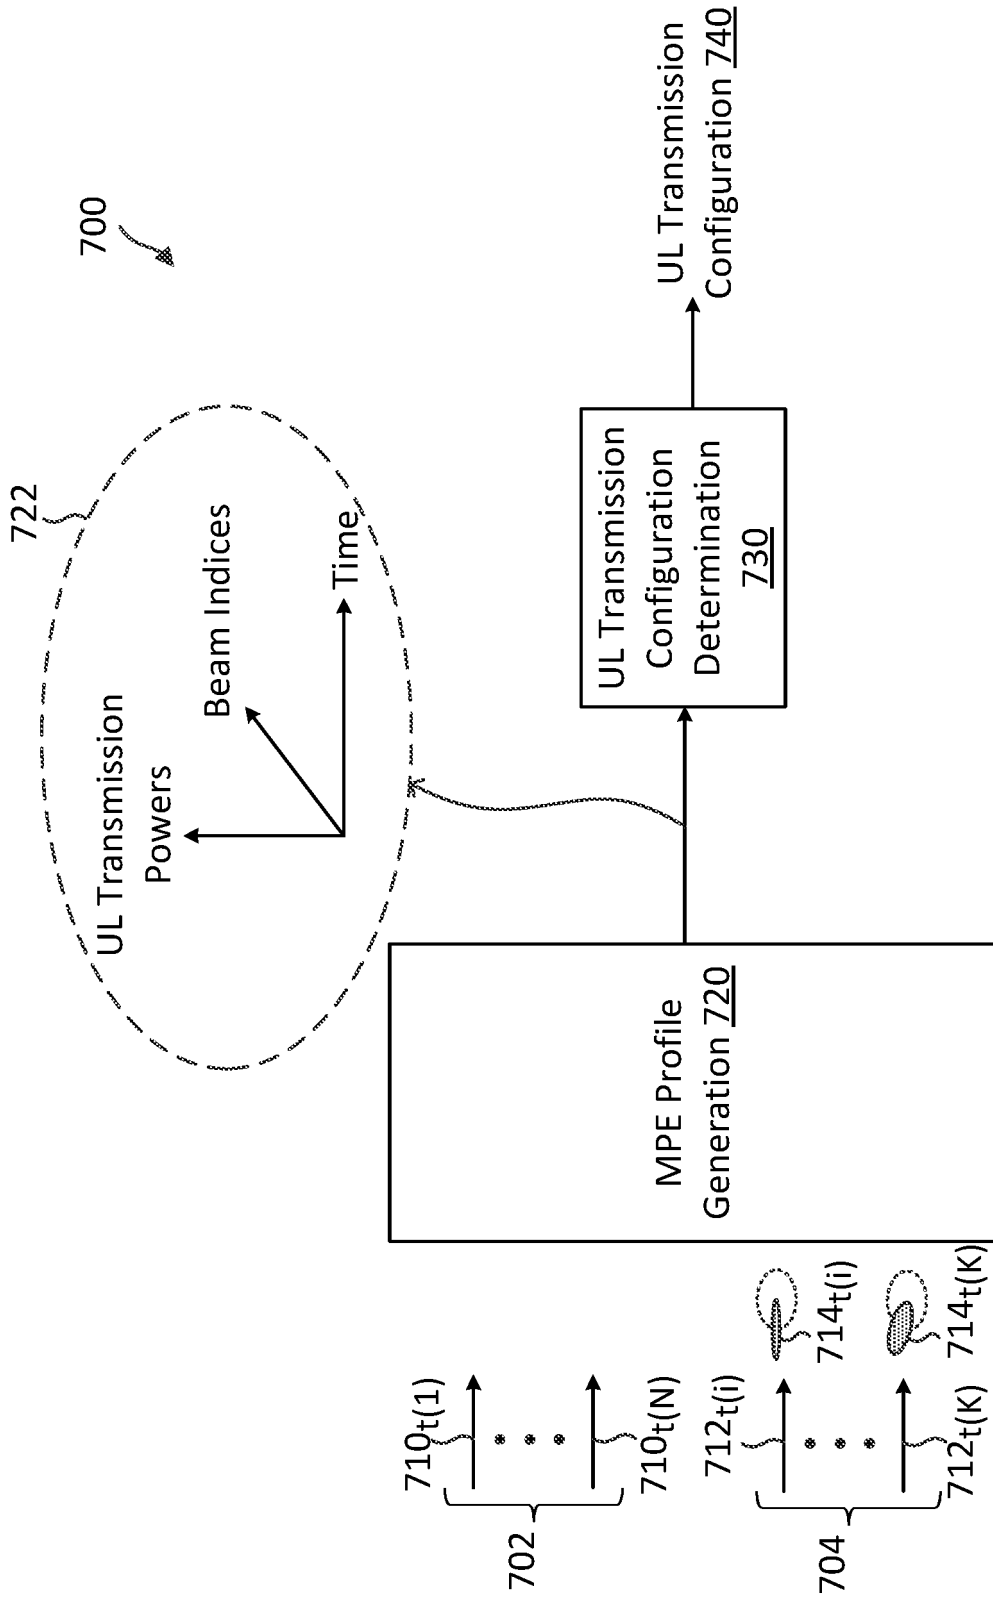 700
722
UL Transmission
Powers
Beam Indices
Time
702
710t(1)
710t(N)
704
712t(i)
712t(K)
714t(i)
714t(K)
MPE Profile
Generation 720
UL Transmission
Configuration
Determination
730
UL Transmission
Configuration 740